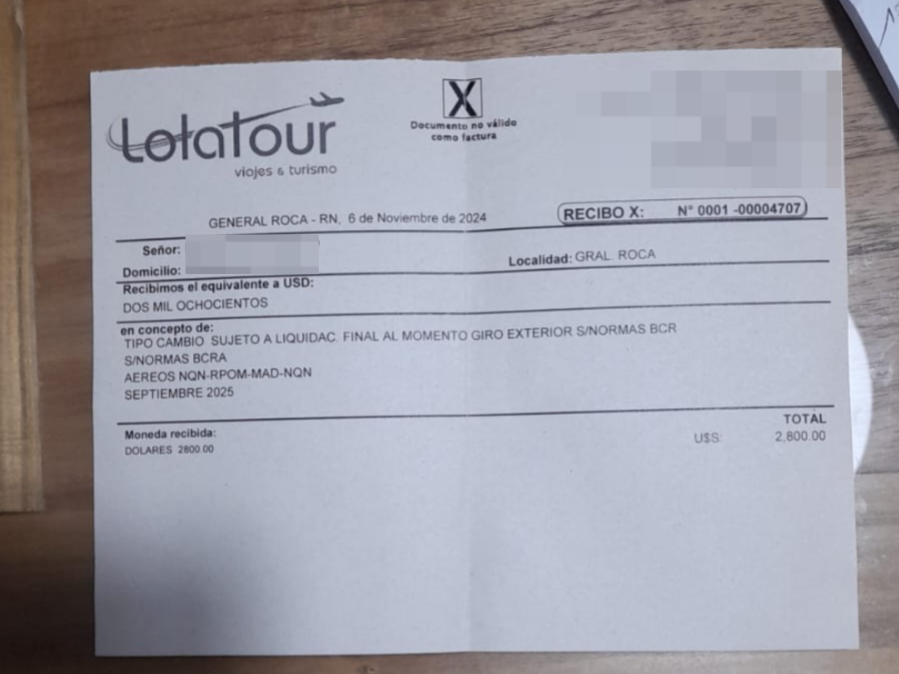 Lotatour
viajes & turismo
X
Documento no válido
como factura
GENERAL ROCA - RN, 6 de Noviembre de 2024
RECIBO X: N° 0001 -00004707
Señor:
Domicilio:
Localidad: GRAL. ROCA
Recibimos el equivalente a USD:
DOS MIL OCHOCIENTOS
en concepto de:
TIPO CAMBIO SUJETO A LIQUIDAC. FINAL AL MOMENTO GIRO EXTERIOR S/NORMAS BCR
S/NORMAS BCRA
AEREOS NQN-RPOM-MAD-NQN
SEPTIEMBRE 2025
TOTAL
Moneda recibida:
U$S: 2,800.00
DOLARES 2800.00